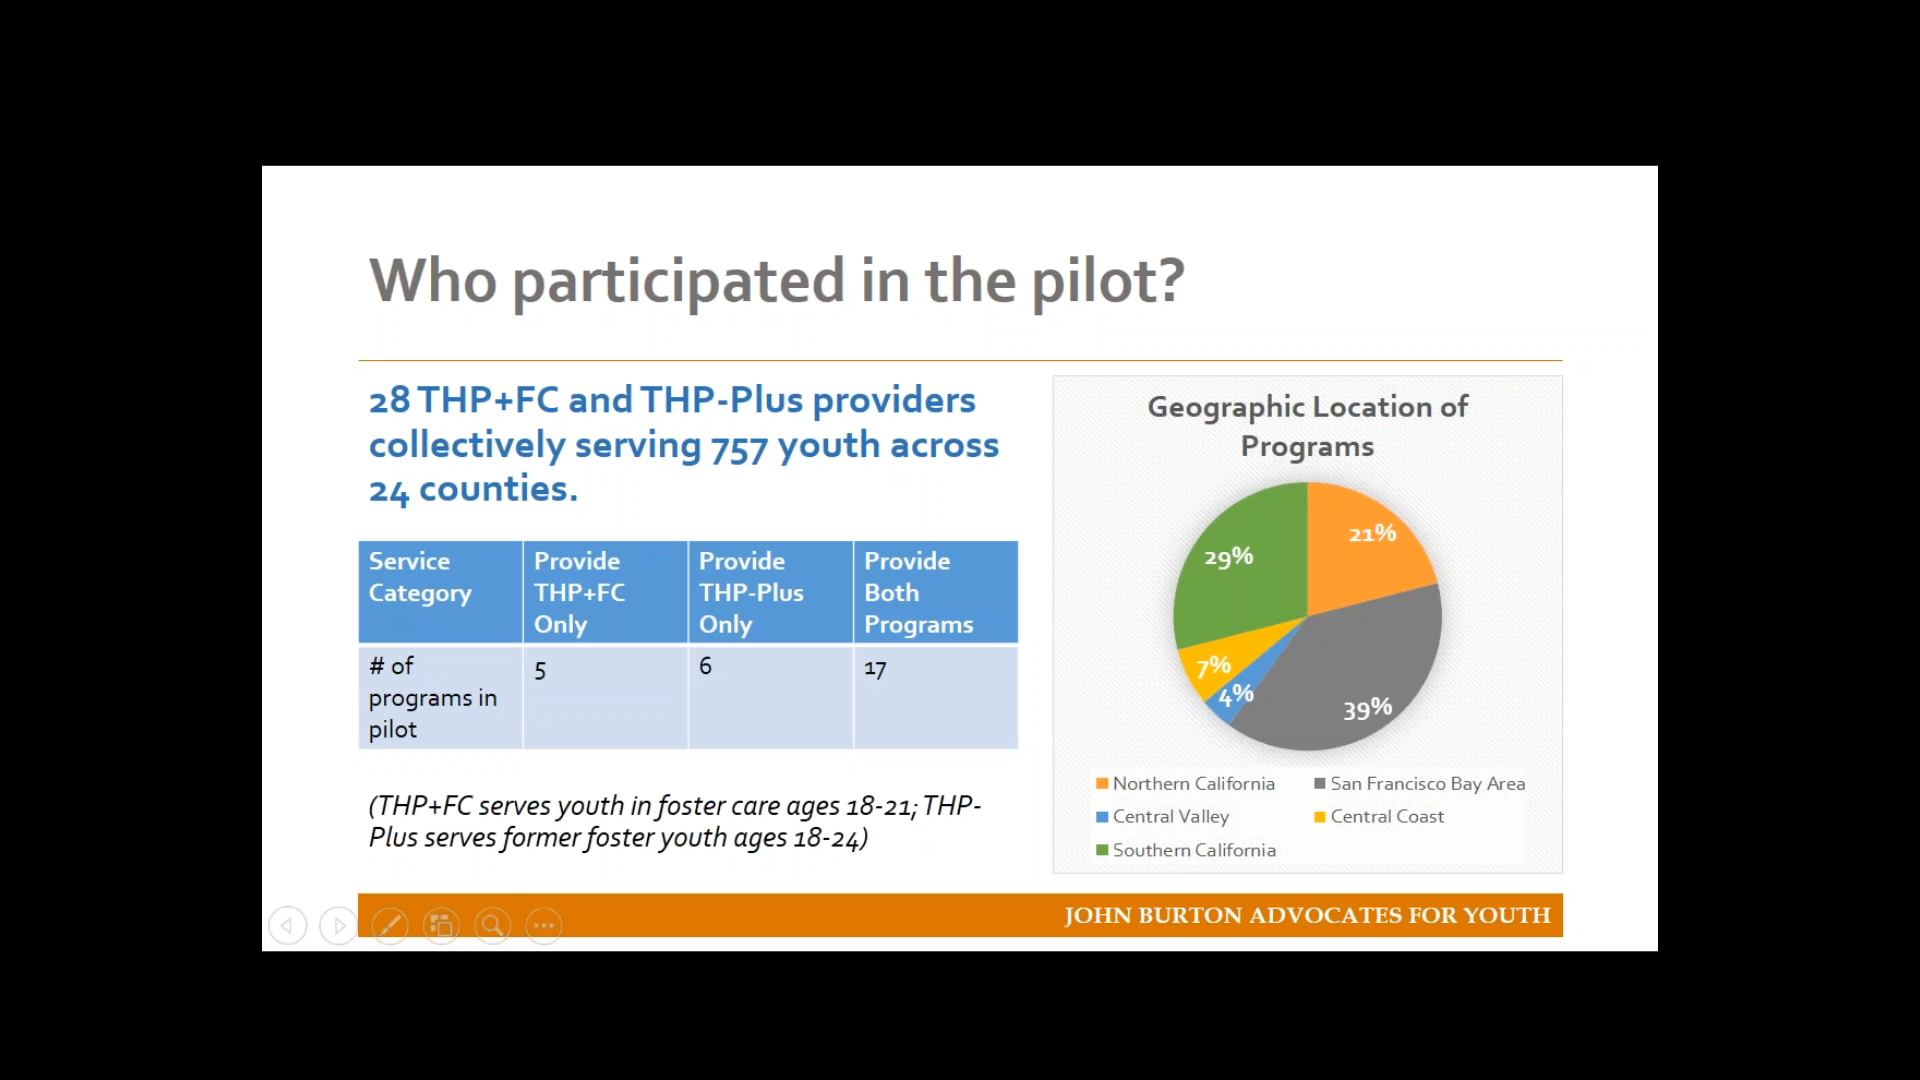 Who participated in the pilot?
28 THP+FC and THP-Plus providers
collectively serving 757 youth across
24 counties.
Service
Category
Provide
THP+FC
Only
Provide
THP-Plus
Only
Provide
Both
Programs
# of
programs in
pilot
5
6
17
(THP+FC serves youth in foster care ages 18-21; THP-
Plus serves former foster youth ages 18-24)
Geographic Location of
Programs
21%
29%
7%
4%
39%
Northern California
San Francisco Bay Area
Central Valley
Central Coast
Southern California
JOHN BURTON ADVOCATES FOR YOUTH